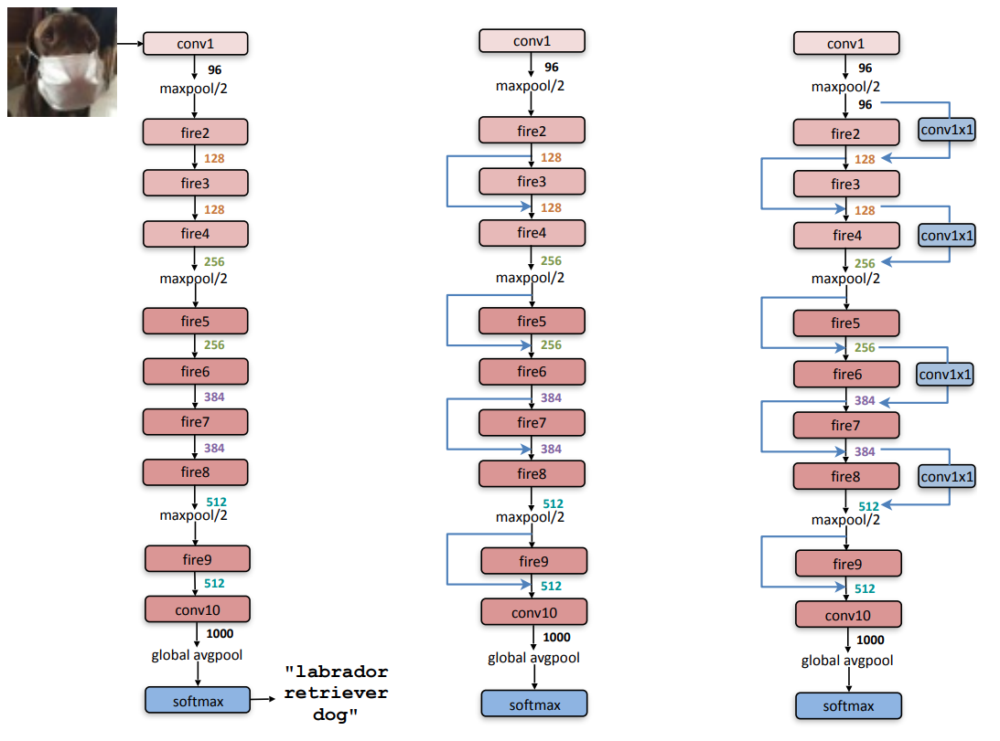 conv1
96
maxpool/2
fire2
128
fire3
128
fire4
256
maxpool/2
fire5
256
fire6
384
fire7
384
fire8
512
maxpool/2
fire9
512
conv10
1000
global avgpool
softmax
"labrador
retriever
dog"
conv1
96
maxpool/2
fire2
128
fire3
128
fire4
256
maxpool/2
fire5
256
fire6
384
fire7
384
fire8
512
maxpool/2
fire9
512
conv10
1000
global avgpool
softmax
conv1
96
maxpool/2
96
conv1x1
fire2
128
fire3
128
conv1x1
fire4
256
maxpool/2
fire5
256
conv1x1
fire6
384
fire7
384
conv1x1
fire8
512
maxpool/2
fire9
512
conv10
1000
global avgpool
softmax